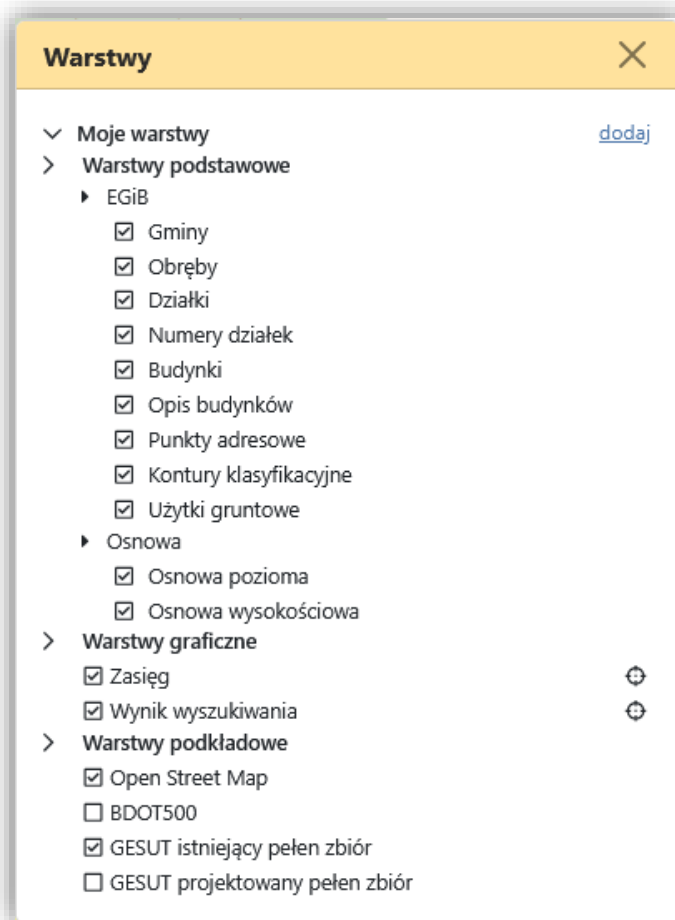 Warstwy
Moje warstwy dodaj
Warstwy podstawowe
EGiB
Gminy
Obręby
Działki
Numery działek
Budynki
Opis budynków
Punkty adresowe
Kontury klasyfikacyjne
Użytki gruntowe
Osnowa
Osnowa pozioma
Osnowa wysokościowa
Warstwy graficzne
Zasięg
Wynik wyszukiwania
Warstwy podkładowe
Open Street Map
BDOT500
GESUT istniejący pełen zbiór
GESUT projektowany pełen zbiór